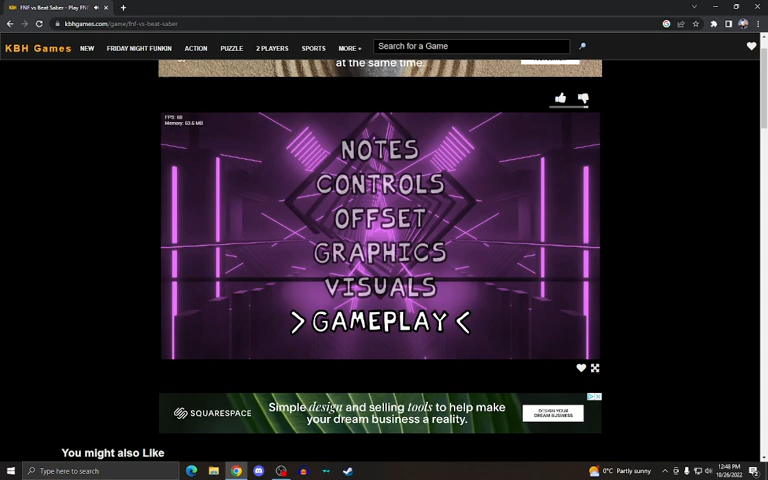 FNF vs Beat Saber - Play FNF
kbhgames.com/game/fnf-vs-beat-saber
KBH Games NEW FRIDAY NIGHT FUNKIN ACTION PUZZLE 2 PLAYERS SPORTS MORE Search for a Game
at the same time.
FPS: 60
Memory: 53.6 MB
NOTES
CONTROLS
OFFSET
GRAPHICS
VISUALS
> GAMEPLAY <
SQUARESPACE
Simple design and selling tools to help make
your dream business a reality.
DESIGN YOUR
DREAM BUSINESS
You might also Like
Type here to search
0°C Partly sunny
12:48 PM
10/26/2022